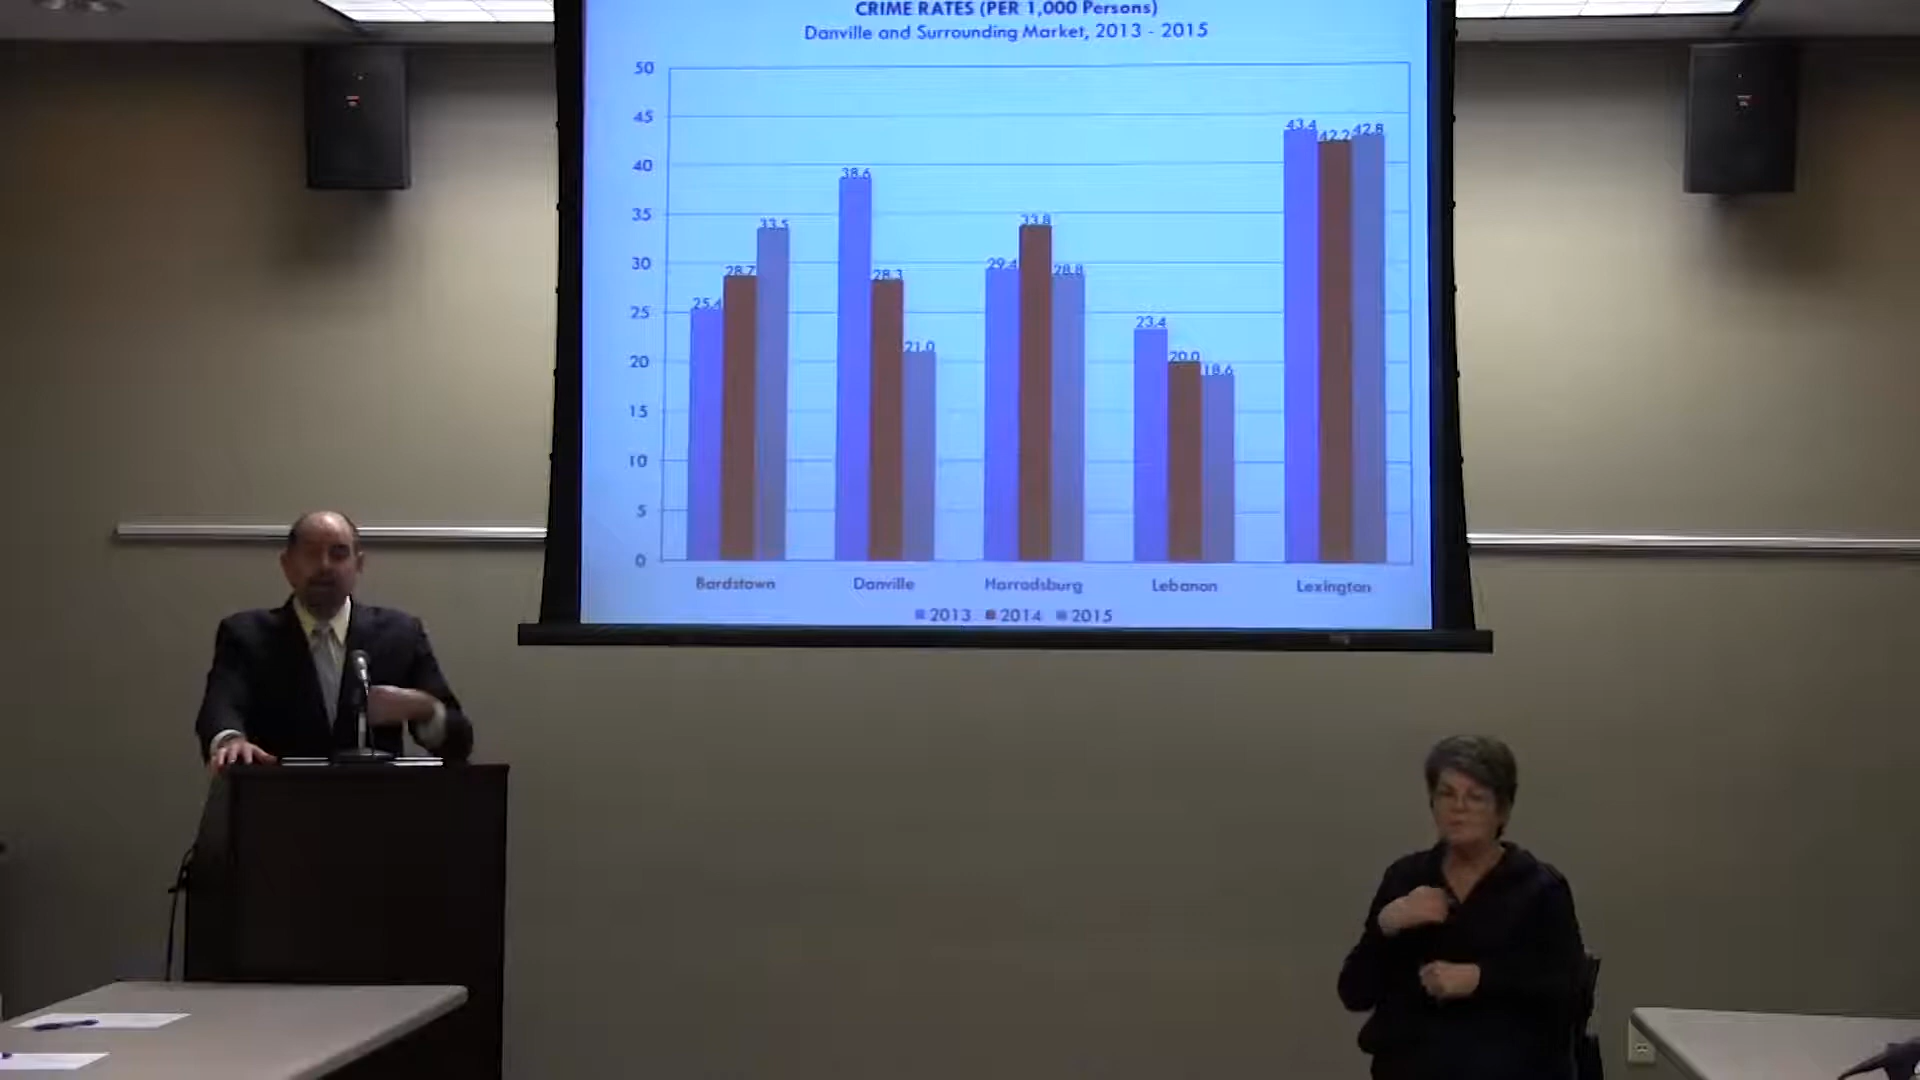 CRIME RATES (PER 1,000 Persons)
Danville and Surrounding Market, 2013 - 2015
50
45
40
35
30
25
20
15
10
5
0
25.4 28.7 33.5
38.6 28.3 21.0
29.4 33.8 28.8
23.4 20.0 18.6
43.4 42.2 42.8
Bardstown Danville Harrodsburg Lebanon Lexington
2013 2014 2015